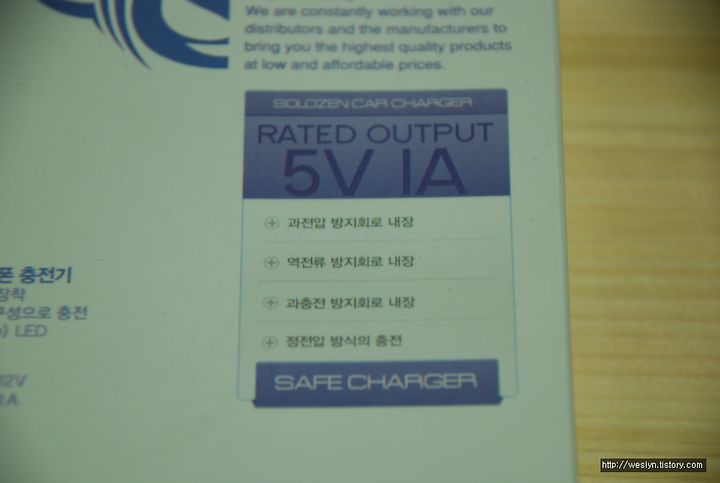 We are constantly working with our
distributors and the manufacturers to
bring you the highest quality products
at low and affordable prices.
SOLOZEN CAR CHARGER
RATED OUTPUT
5V 1A
과전압 방지회로 내장
역전류 방지회로 내장
과충전 방지회로 내장
정전압 방식의 충전
SAFE CHARGER
폰 충전기
장착
구성으로 충전
LED
12V
1A
http://weslyn.tistory.com